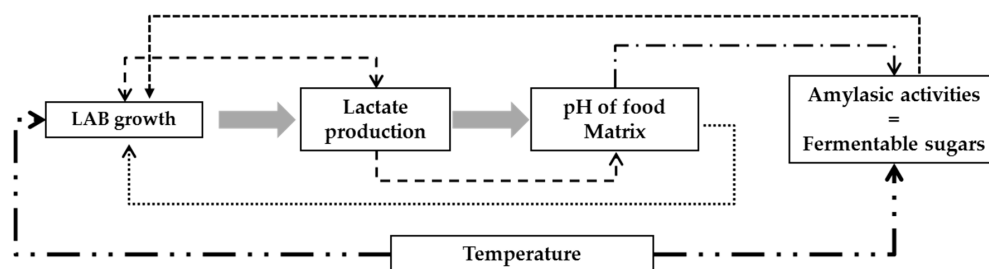 LAB growth
Lactate
production
pH of food
Matrix
Amylasic activities
=
Fermentable sugars
Temperature